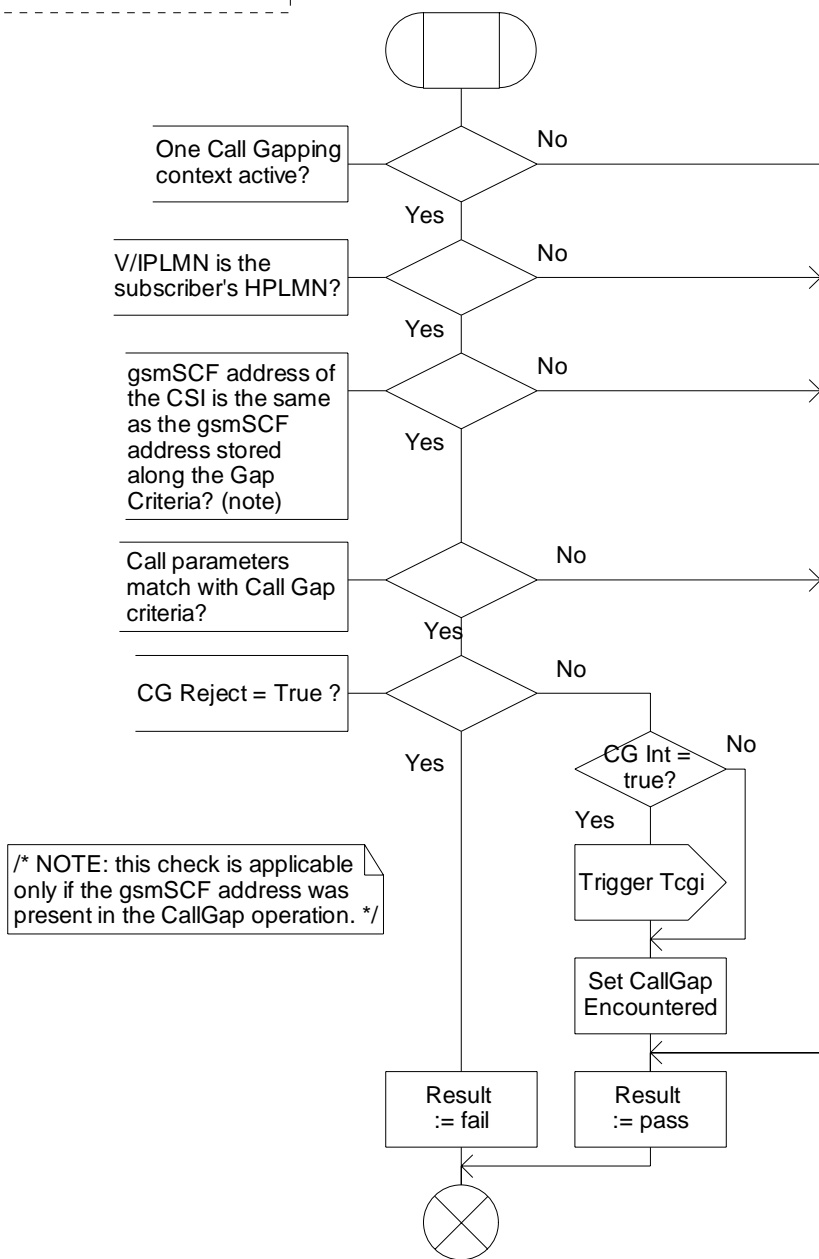 One Call Gapping
context active?
No
Yes
V/IPLMN is the
subscriber's HPLMN?
No
Yes
gsmSCF address of
the CSI is the same
as the gsmSCF
address stored
along the Gap
Criteria? (note)
No
Yes
Call parameters
match with Call Gap
criteria?
No
Yes
CG Reject = True ?
No
Yes
CG Int =
true?
No
Yes
Trigger Tcgi
/* NOTE: this check is applicable
only if the gsmSCF address was
present in the CallGap operation. */
Set CallGap
Encountered
Result
:= fail
Result
:= pass